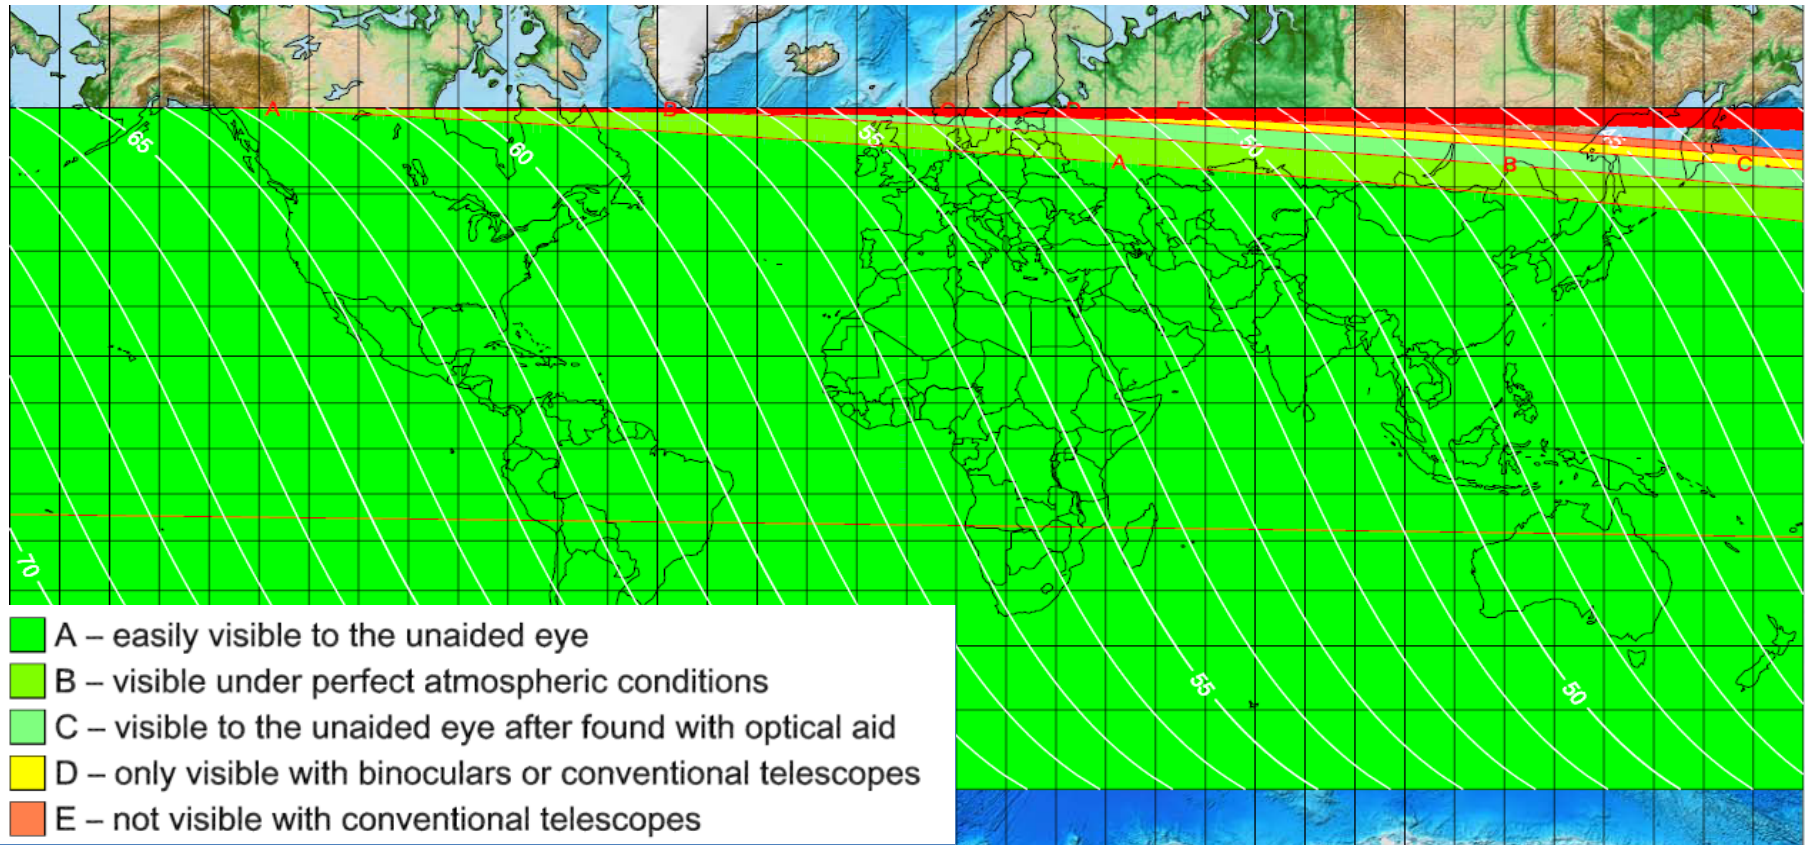 A B C D E
65 60 55 50 45
A B C
70
55 50
A – easily visible to the unaided eye
B – visible under perfect atmospheric conditions
C – visible to the unaided eye after found with optical aid
D – only visible with binoculars or conventional telescopes
E – not visible with conventional telescopes